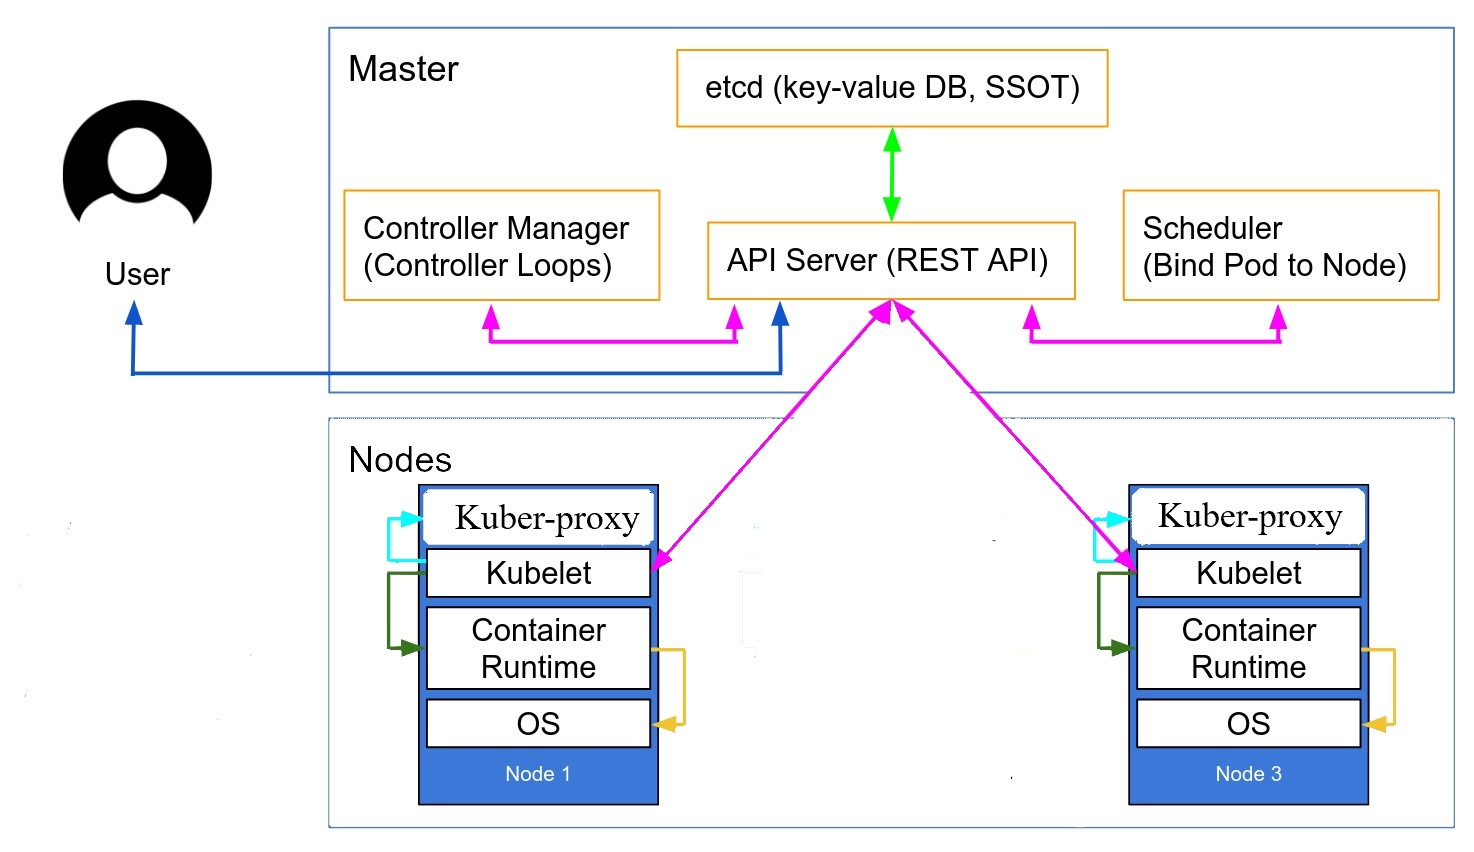 Master
etcd (key-value DB, SSOT)
Controller Manager
(Controller Loops)
API Server (REST API)
Scheduler
(Bind Pod to Node)
User
Nodes
Kuber-proxy
Kubelet
Container
Runtime
OS
Node 1
Kuber-proxy
Kubelet
Container
Runtime
OS
Node 3